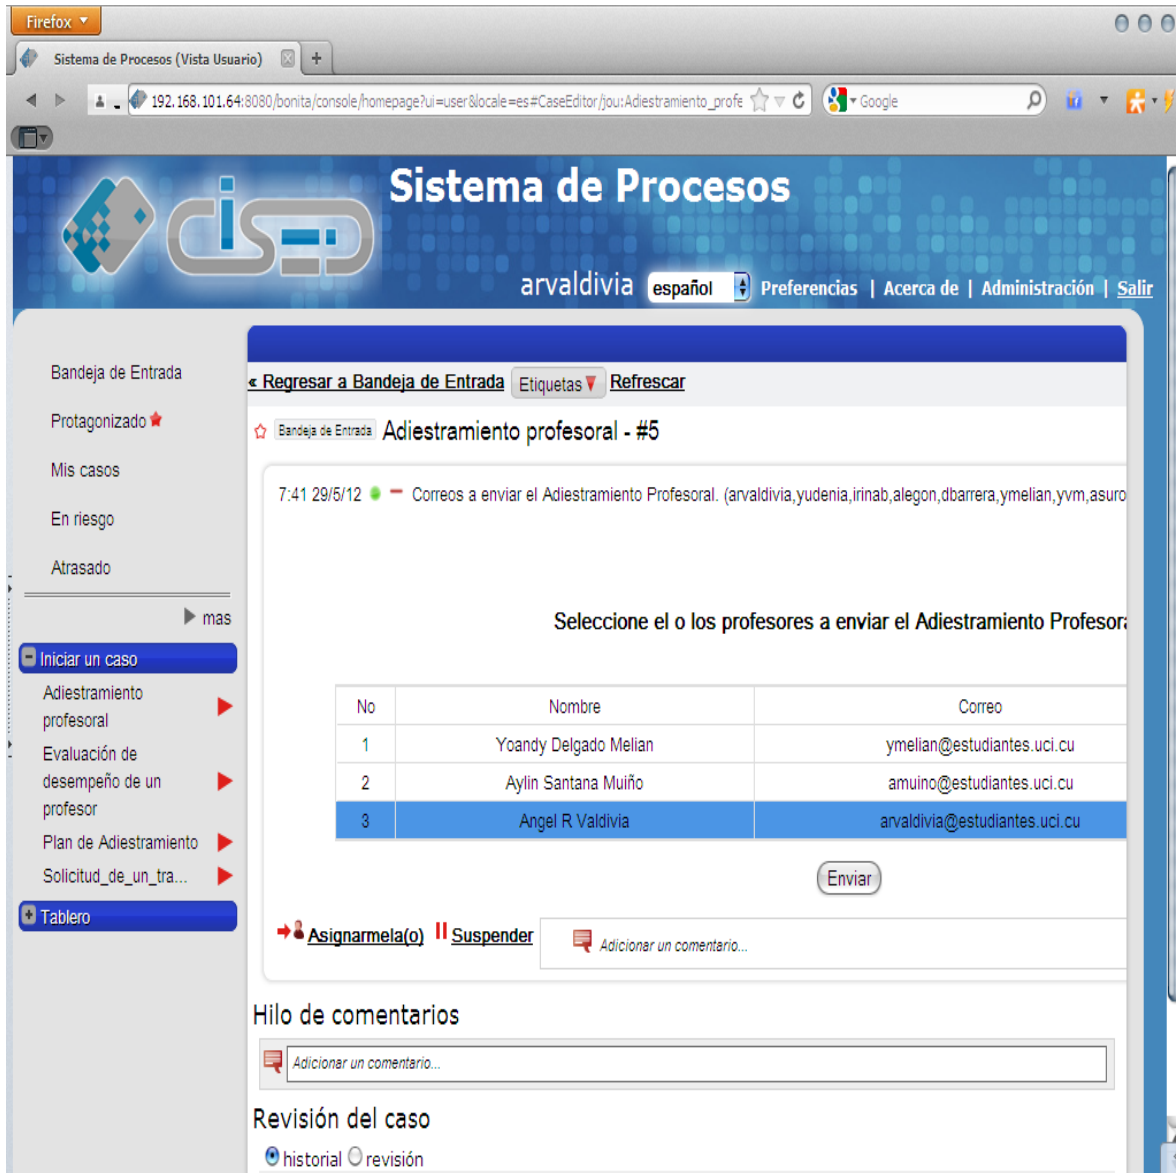 Firefox
Sistema de Procesos (Vista Usuario)
192.168.101.64:8080/bonita/console/homepage?ui=user&locale=es#CaseEditor/jou:Adiestramiento_profe
Google
CISED
Sistema de Procesos
arvaldivia español Preferencias | Acerca de | Administración | Salir
Bandeja de Entrada
Protagonizado
Mis casos
En riesgo
Atrasado
mas
Iniciar un caso
Adiestramiento
profesoral
Evaluación de
desempeño de un
profesor
Plan de Adiestramiento
Solicitud_de_un_tra...
Tablero
« Regresar a Bandeja de Entrada Etiquetas Refrescar
Bandeja de Entrada Adiestramiento profesoral - #5
7:41 29/5/12 Correos a enviar el Adiestramiento Profesoral. (arvaldivia,yudenia,irinab,alegon,dbarrera,ymelian,yvm,asuro
Seleccione el o los profesores a enviar el Adiestramiento Profesora
No Nombre Correo
1 Yoandy Delgado Melian ymelian@estudiantes.uci.cu
2 Aylin Santana Muiño amuino@estudiantes.uci.cu
3 Angel R Valdivia arvaldivia@estudiantes.uci.cu
Enviar
Asignarmela(o) Suspender Adicionar un comentario...
Hilo de comentarios
Adicionar un comentario...
Revisión del caso
historial revisión